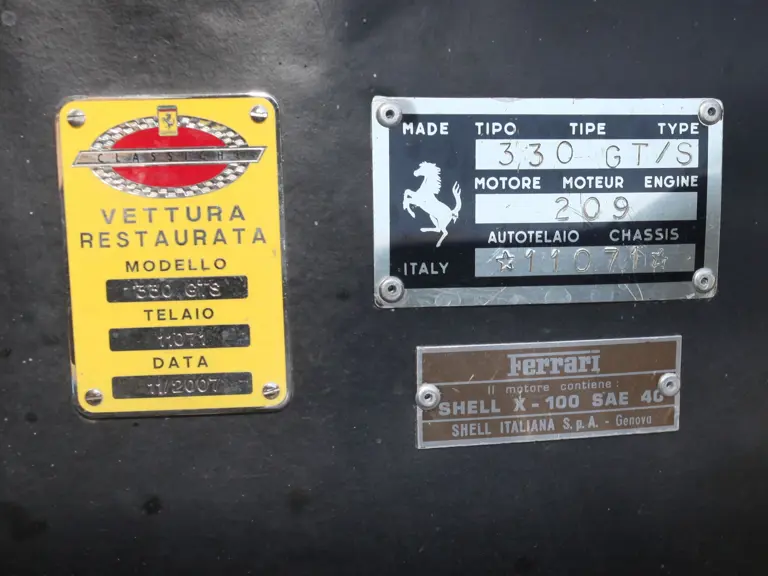 CLASSICHE
VETTURA
RESTAURATA
MODELLO
330 GTS
TELAIO
11071
DATA
11/2007
MADE TIPO TIPE TYPE
330 GT/S
MOTORE MOTEUR ENGINE
209
AUTOTELAIO CHASSIS
ITALY ☆11071☆
Ferrari
Il motore contiene:
SHELL X-100 SAE 40
SHELL ITALIANA S.p.A. - Genova